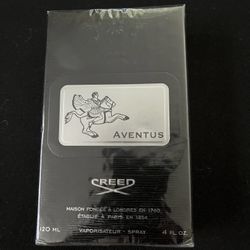 AVENTUS
CREED
MAISON FONDÉE À LONDRES EN 1760
ÉTABLIE À PARIS EN 1854
120 ML VAPORISATEUR - SPRAY 4 FL.OZ.